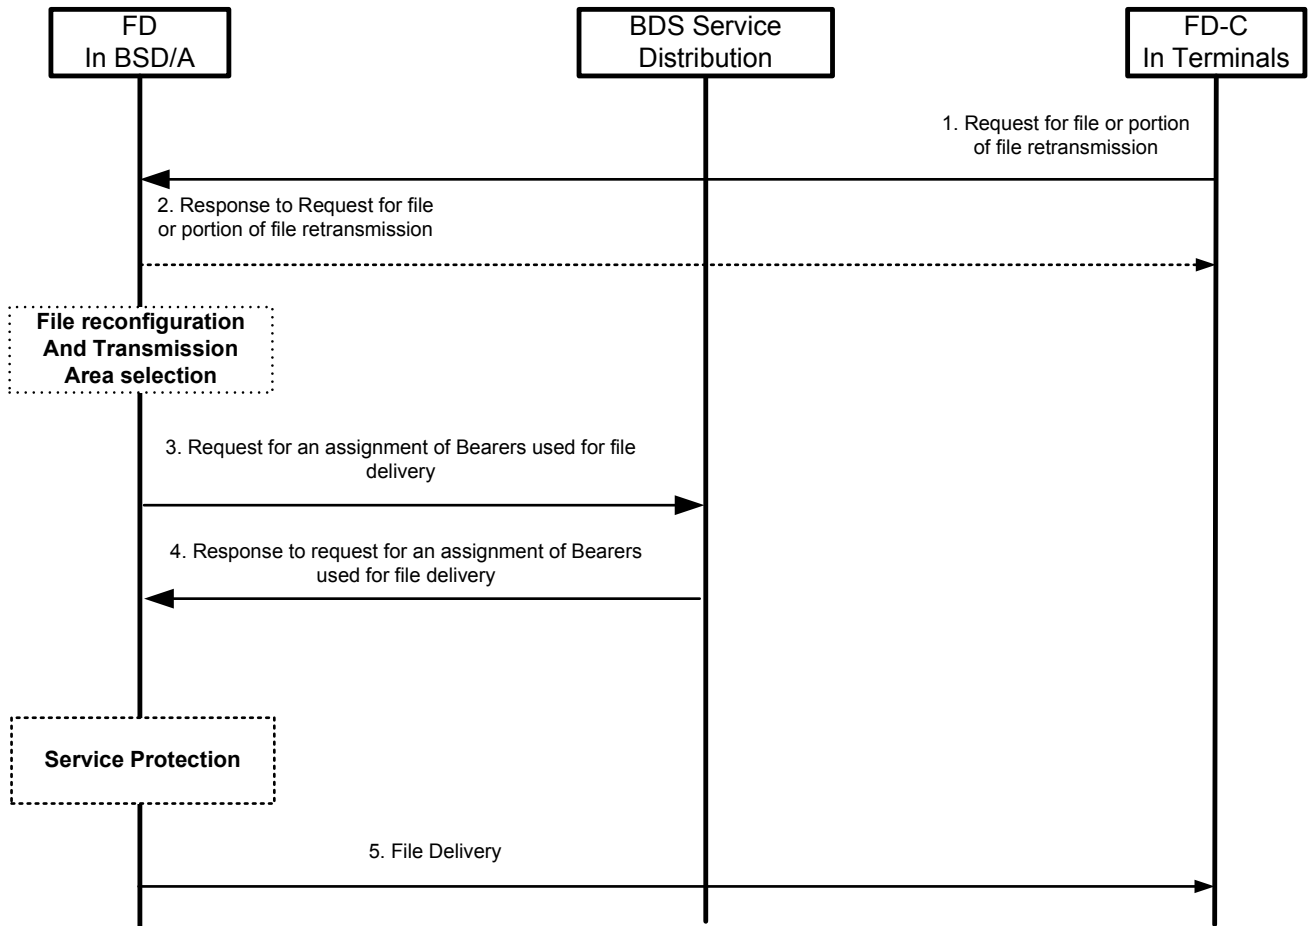 FD
In BSD/A
BDS Service
Distribution
FD-C
In Terminals
1. Request for file or portion
of file retransmission
2. Response to Request for file
or portion of file retransmission
File reconfiguration
And Transmission
Area selection
3. Request for an assignment of Bearers used for file
delivery
4. Response to request for an assignment of Bearers
used for file delivery
Service Protection
5. File Delivery